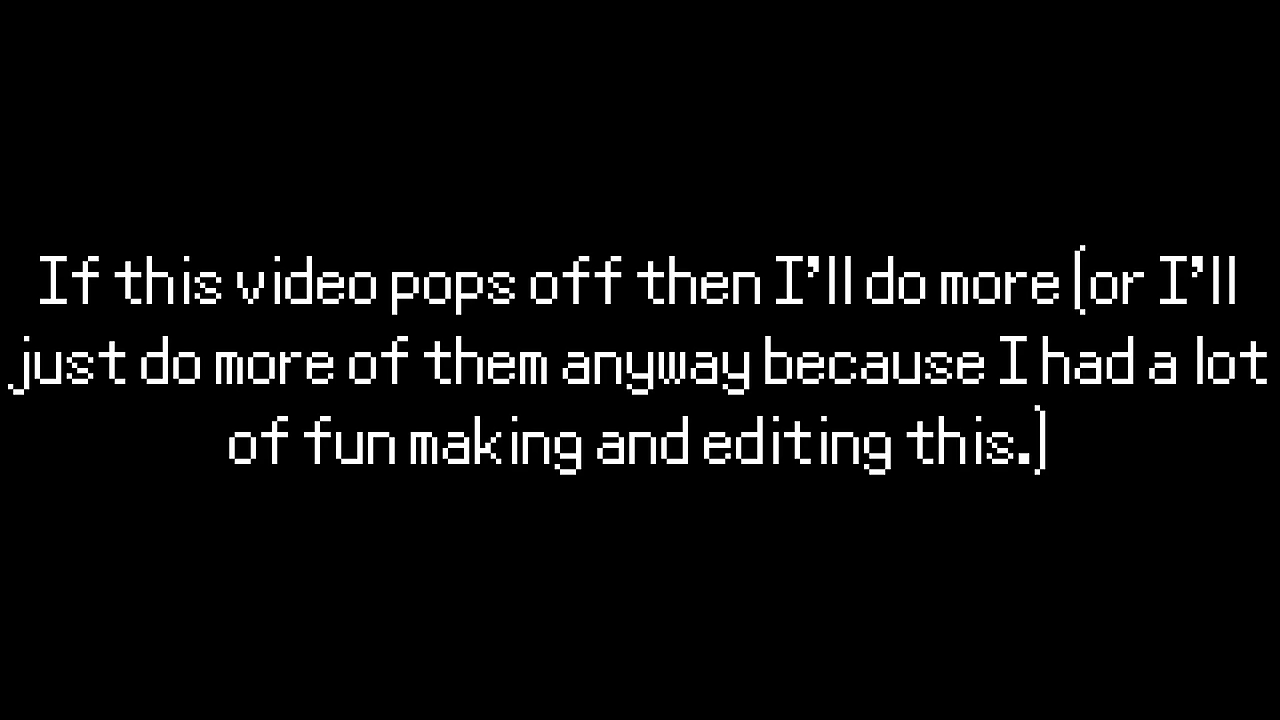 If this video pops off then I'll do more (or I'll
just do more of them anyway because I had a lot
of fun making and editing this.)